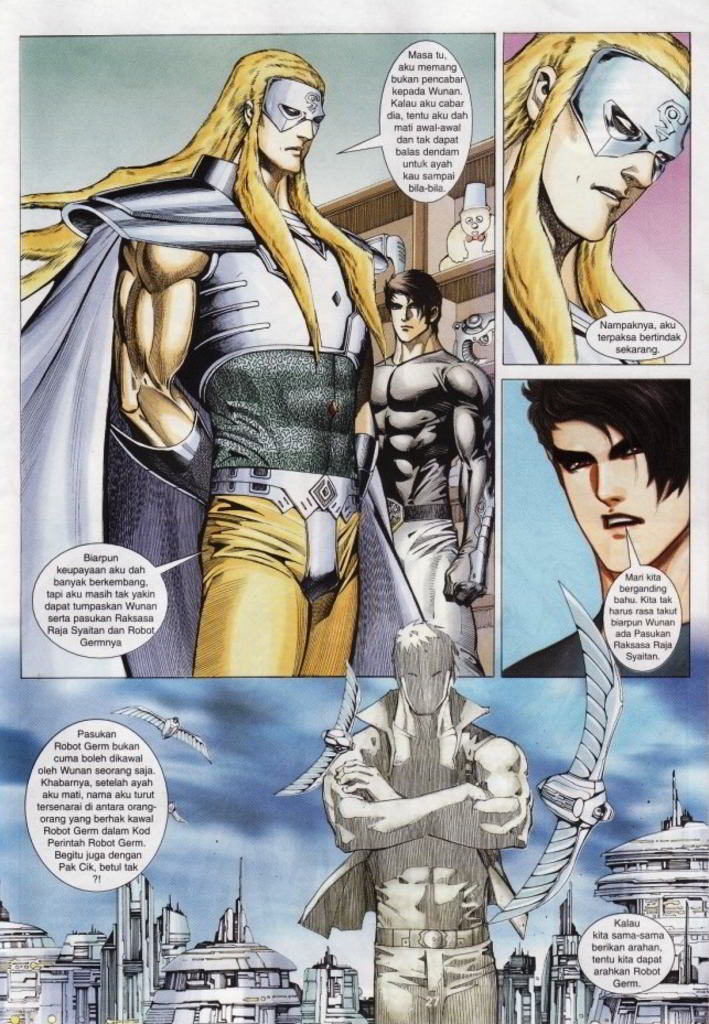 Masa tu,
aku memang
bukan pencabar
kepada Wunan.
Kalau aku cabar
dia, tentu aku dah
mati awal-awal
dan tak dapat
balas dendam
untuk ayah
kau sampai
bila-bila.
Nampaknya, aku
terpaksa bertindak
sekarang.
Biarpun
keupayaan aku dah
banyak berkembang,
tapi aku masih tak yakin
dapat tumpaskan Wunan
serta pasukan Raksasa
Raja Syaitan dan Robot
Germnya
Mari kita
berganding
bahu. Kita tak
harus rasa takut
biarpun Wunan
ada Pasukan
Raksasa Raja
Syaitan.
Pasukan
Robot Germ bukan
cuma boleh dikawal
oleh Wunan seorang saja.
Khabarnya, setelah ayah
aku mati, nama aku turut
tersenarai di antara orang-
orang yang berhak kawal
Robot Germ dalam Kod
Perintah Robot Germ.
Begitu juga dengan
Pak Cik, betul tak
?!
Kalau
kita sama-sama
berikan arahan,
tentu kita dapat
arahkan Robot
Germ.
27